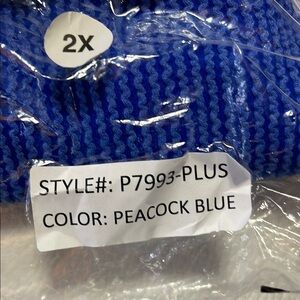 2X
STYLE#: P7993-PLUS
COLOR: PEACOCK BLUE